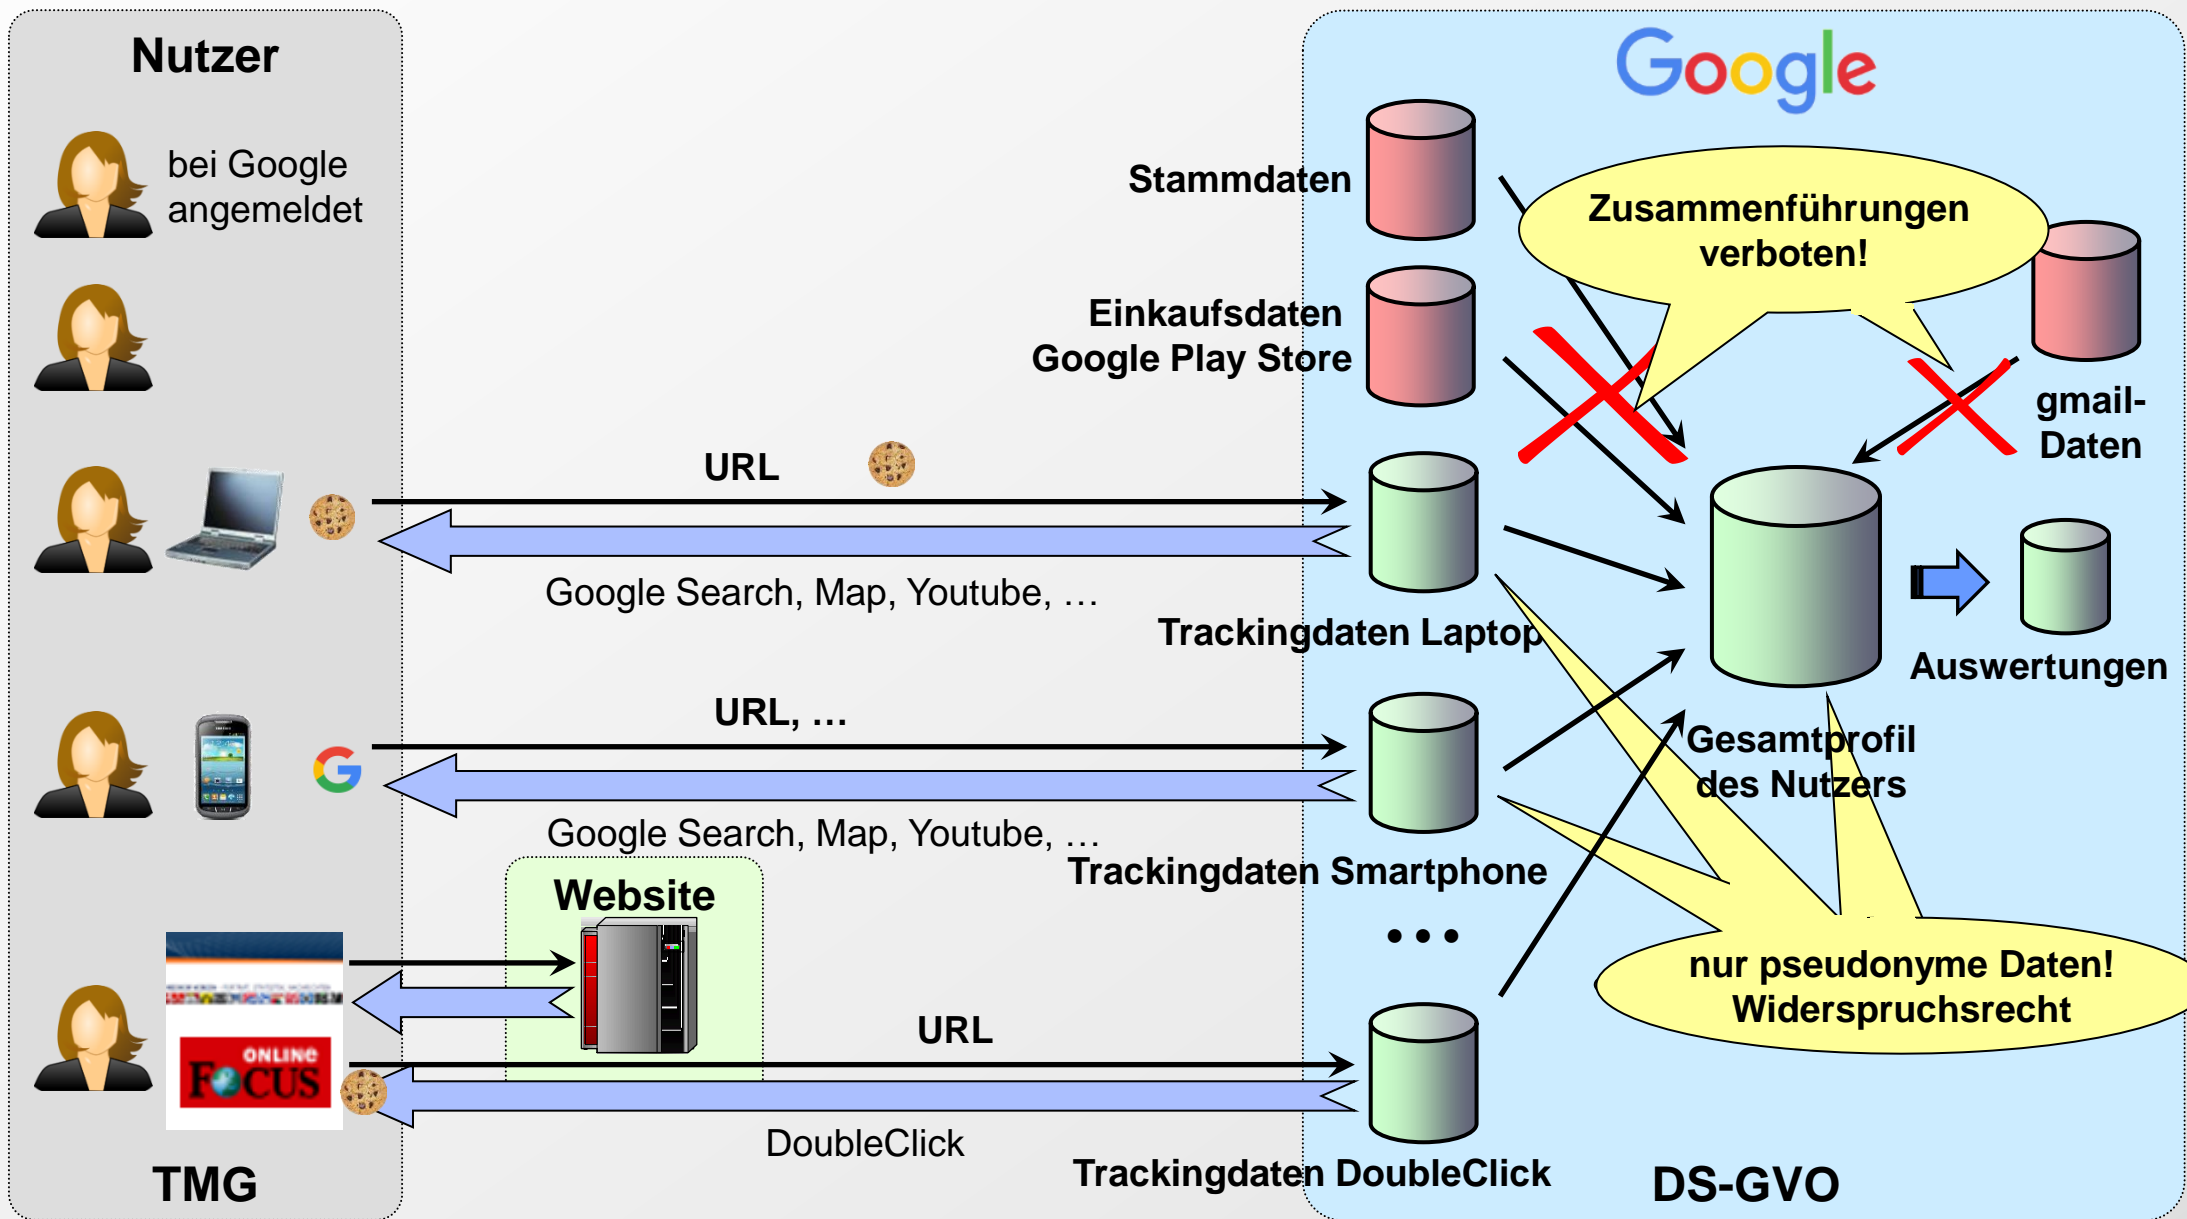 Nutzer
Google
bei Google
angemeldet
Stammdaten
Zusammenführungen
verboten!
Einkaufsdaten
Google Play Store
gmail-
Daten
URL
Google Search, Map, Youtube, …
Trackingdaten Laptop
Auswertungen
URL, …
G
Gesamtprofil
des Nutzers
Google Search, Map, Youtube, …
Trackingdaten Smartphone
Website
...
nur pseudonyme Daten!
Widerspruchsrecht
URL
ONLINE
FOCUS
DoubleClick
Trackingdaten DoubleClick
TMG
DS-GVO